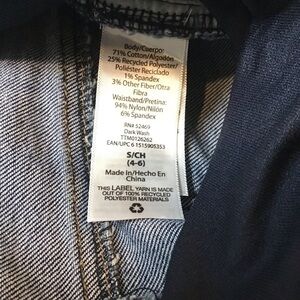 Body/Cuerpo:
71% Cotton/Algodón
25% Recycled Polyester/
Poliéster Reciclado
1% Spandex
3% Other Fiber/Otra
Fibra
Waistband/Pretina:
94% Nylon/Nilón
6% Spandex
RN# 52469
Dark Wash
TTM0126262
EAN/UPC 6 1515905353
S/CH
(4-6)
Made In/Hecho En
China
THIS LABEL YARN IS MADE
OUT OF 100% RECYCLED
POLYESTER MATERIALS